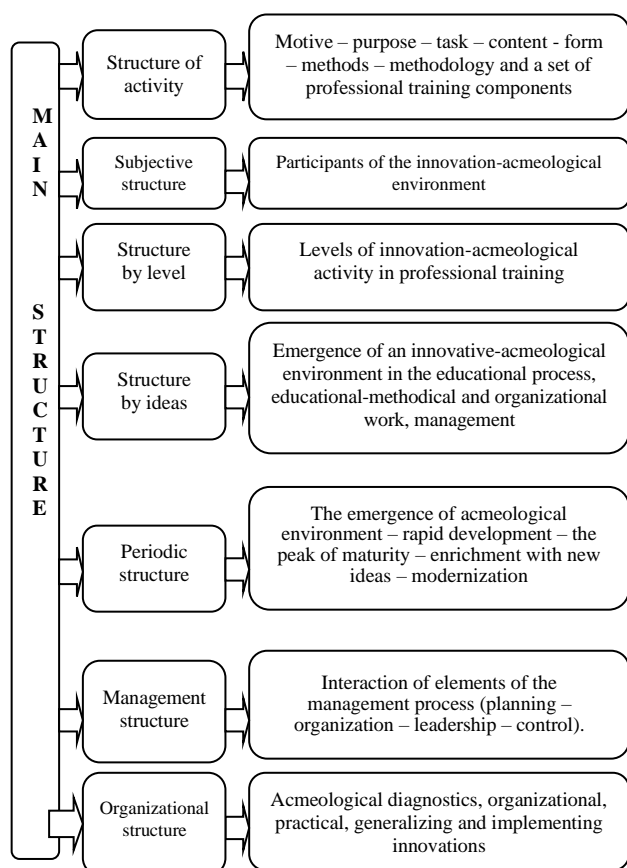 MAIN STRUCTURE
Structure of
activity
Motive – purpose – task – content - form
– methods – methodology and a set of
professional training components
Subjective
structure
Participants of the innovation-acmeological
environment
Structure
by level
Levels of innovation-acmeological
activity in professional training
Structure
by ideas
Emergence of an innovative-acmeological
environment in the educational process,
educational-methodical and organizational
work, management
Periodic
structure
The emergence of acmeological
environment – rapid development – the
peak of maturity – enrichment with new
ideas – modernization
Management
structure
Interaction of elements of the
management process (planning –
organization – leadership – control).
Organizational
structure
Acmeological diagnostics, organizational,
practical, generalizing and implementing
innovations